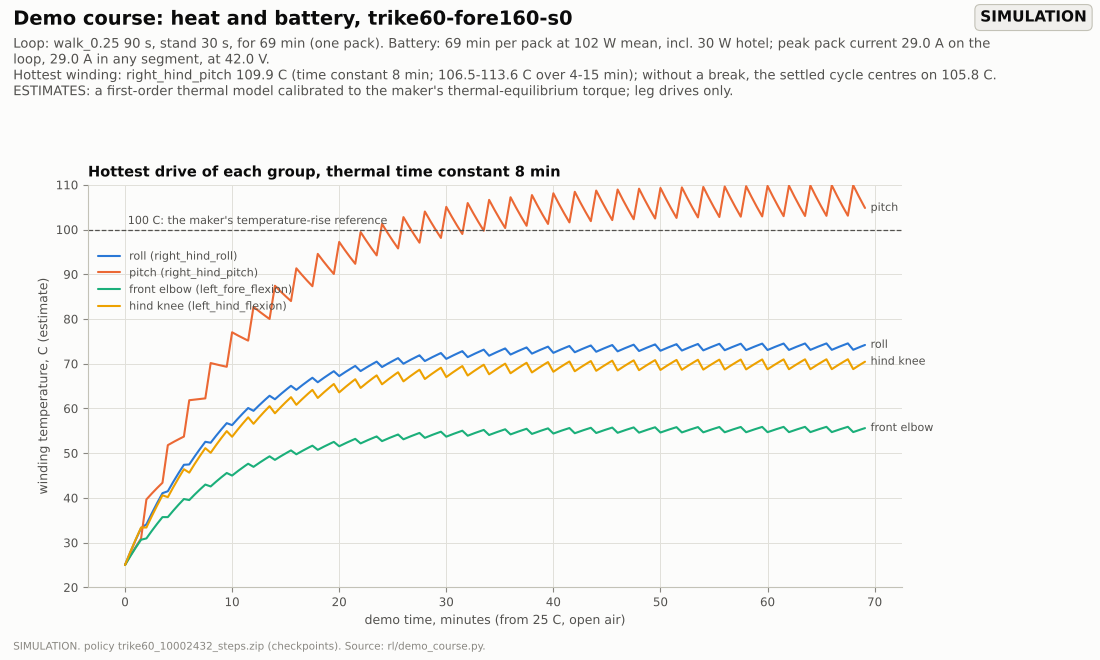 Demo course: heat and battery, trike60-fore160-s0
SIMULATION
Loop: walk_0.25 90 s, stand 30 s, for 69 min (one pack). Battery: 69 min per pack at 102 W mean, incl. 30 W hotel; peak pack current 29.0 A on the
loop, 29.0 A in any segment, at 42.0 V.
Hottest winding: right_hind_pitch 109.9 C (time constant 8 min; 106.5-113.6 C over 4-15 min); without a break, the settled cycle centres on 105.8 C.
ESTIMATES: a first-order thermal model calibrated to the maker's thermal-equilibrium torque; leg drives only.
Hottest drive of each group, thermal time constant 8 min
110
100
90
80
70
60
50
40
30
20
winding temperature, C (estimate)
100 C: the maker's temperature-rise reference
roll (right_hind_roll)
pitch (right_hind_pitch)
front elbow (left_fore_flexion)
hind knee (left_hind_flexion)
pitch
roll
hind knee
front elbow
0 10 20 30 40 50 60 70
demo time, minutes (from 25 C, open air)
SIMULATION. policy trike60_10002432_steps.zip (checkpoints). Source: rl/demo_course.py.